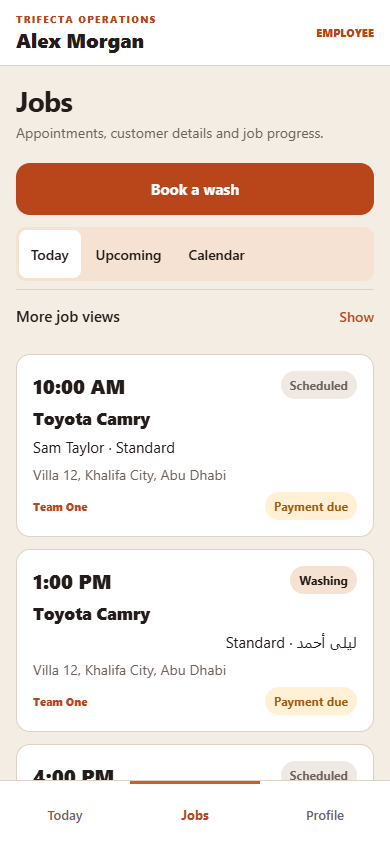 TRIFECTA OPERATIONS
Alex Morgan
EMPLOYEE
Jobs
Appointments, customer details and job progress.
Book a wash
Today Upcoming Calendar
More job views Show
10:00 AM Scheduled
Toyota Camry
Sam Taylor · Standard
Villa 12, Khalifa City, Abu Dhabi
Team One Payment due
1:00 PM Washing
Toyota Camry
ليلى أحمد · Standard
Villa 12, Khalifa City, Abu Dhabi
Team One Payment due
4:00 PM Scheduled
Today Jobs Profile